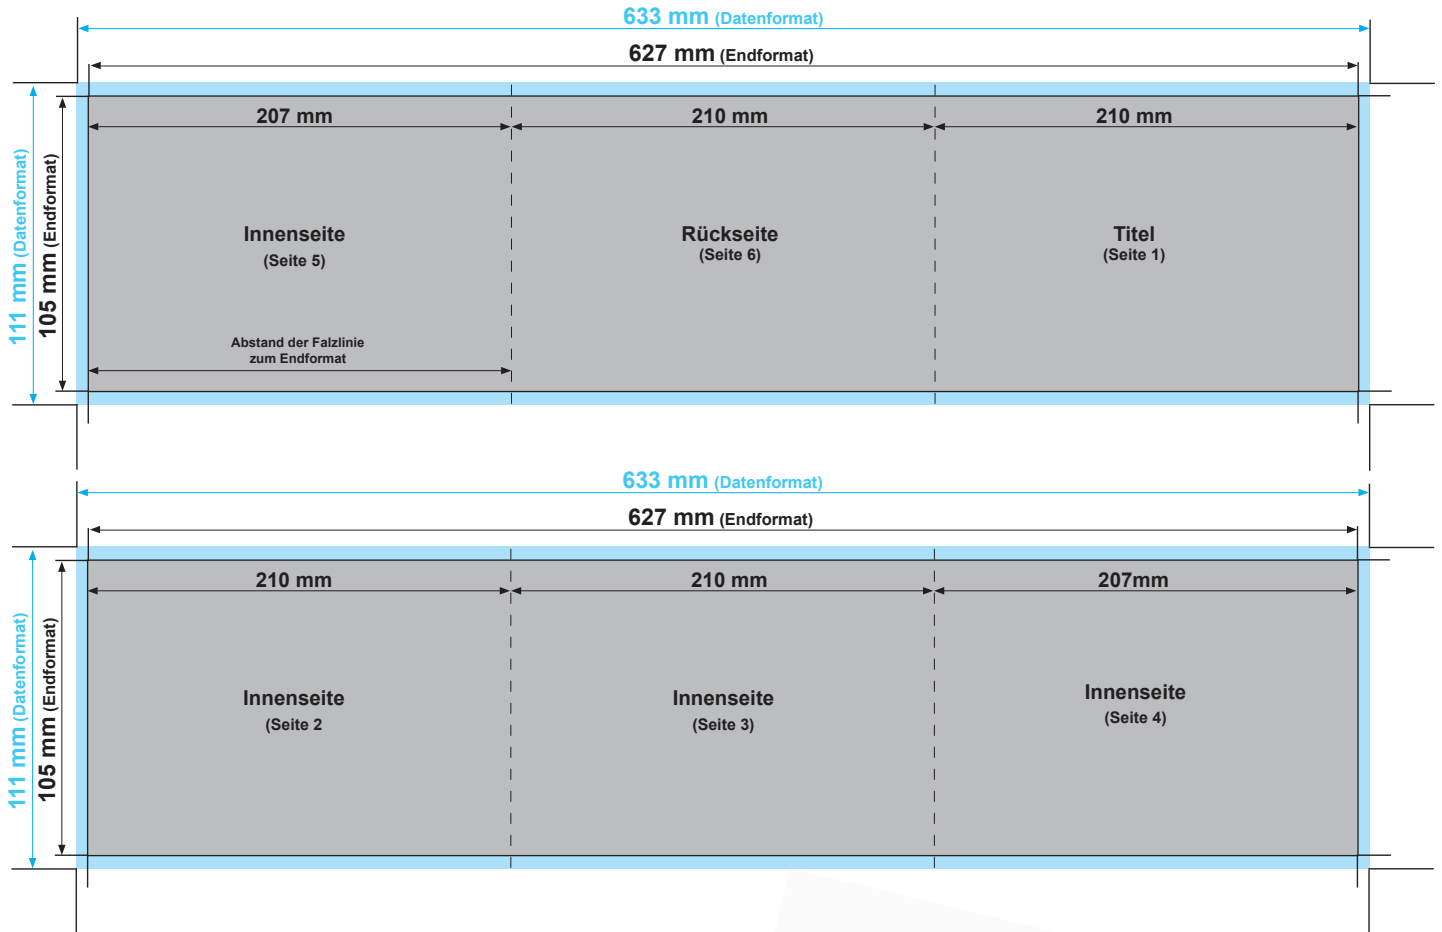 633 mm (Datenformat)
627 mm (Endformat)
207 mm
210 mm
210 mm
111 mm (Datenformat)
105 mm (Endformat)
Innenseite
(Seite 5)
Rückseite
(Seite 6)
Titel
(Seite 1)
Abstand der Falzlinie
zum Endformat
633 mm (Datenformat)
627 mm (Endformat)
210 mm
210 mm
207mm
111 mm (Datenformat)
105 mm (Endformat)
Innenseite
(Seite 2
Innenseite
(Seite 3)
Innenseite
(Seite 4)